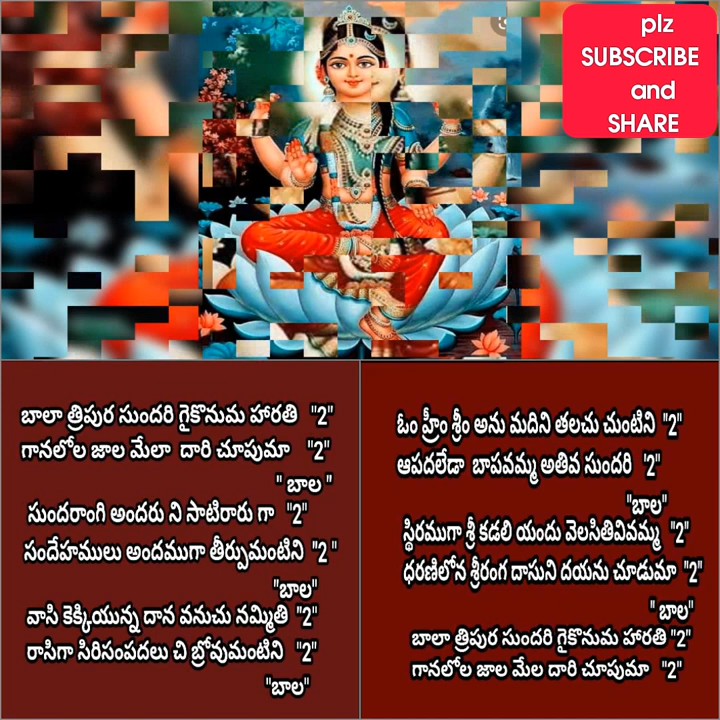 plz
SUBSCRIBE
and
SHARE
బాలా త్రిపుర సుందరి గైకొనుమ హారతి "2"
గానలోల జాల మేలా దారి చూపుమా "2"
" బాల "
సుందరాంగి అందరు ని సాటిరారు గా "2"
సందేహములు అందముగా తీర్పుమంటిని "2 "
"బాల"
వాసి కెక్కియున్న దాన వనుచు నమ్మితి "2"
రాసిగా సిరిసంపదలు చి బ్రోవుమంటిని "2"
"బాల"
ఓం హ్రీం శ్రీం అను మదిని తలచు చుంటిని "2"
ఆపదలేడా బాపవమ్మ అతివ సుందరి '2"
"బాల"
స్థిరముగా శ్రీ కడలి యందు వెలసితివివమ్మ "2"
ధరణిలోన శ్రీరంగ దాసుని దయను చూడుమా "2"
" బాల"
బాలా త్రిపుర సుందరి గైకొనుమ హారతి "2"
గానలోల జాల మేల దారి చూపుమా "2"